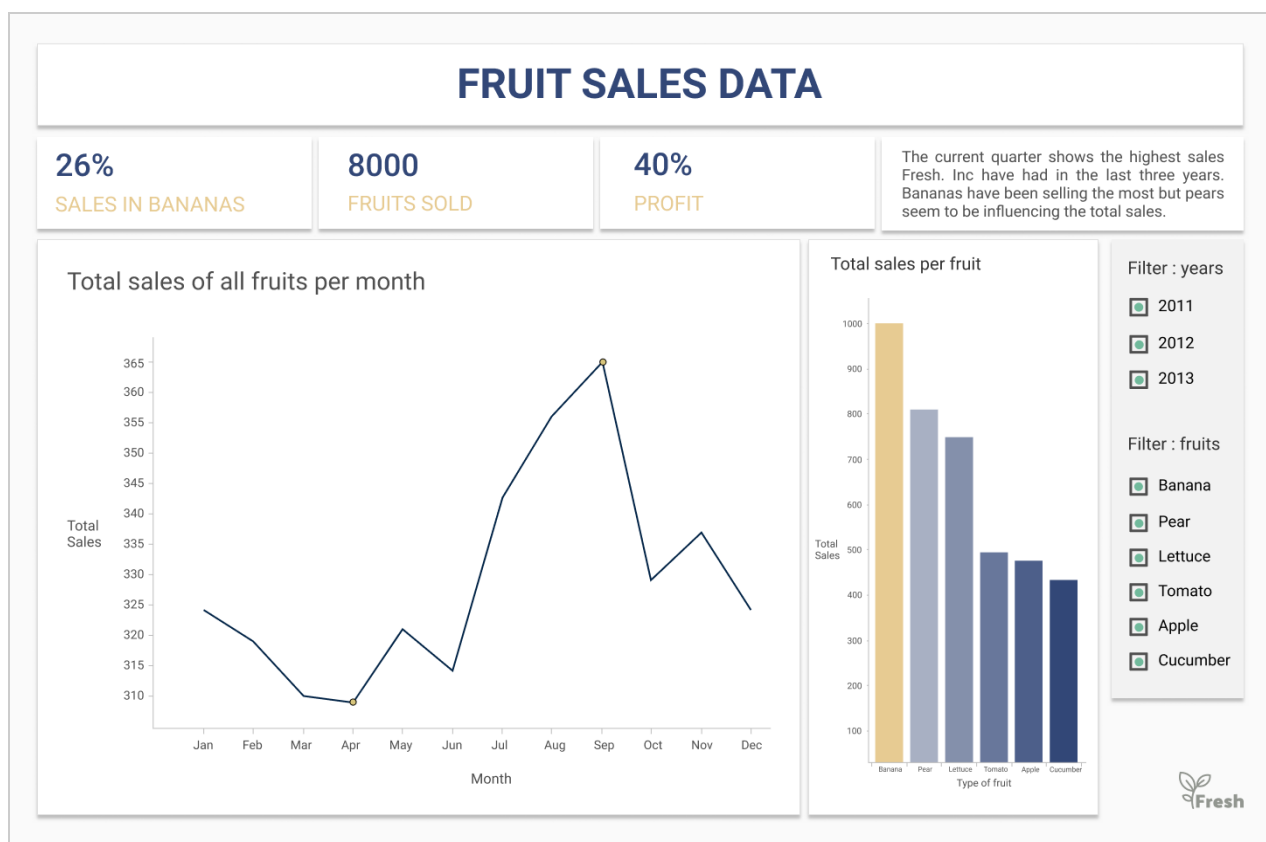 FRUIT SALES DATA
26%
SALES IN BANANAS
8000
FRUITS SOLD
40%
PROFIT
The current quarter shows the highest sales
Fresh. Inc have had in the last three years.
Bananas have been selling the most but pears
seem to be influencing the total sales.
Total sales of all fruits per month
365
360
355
350
345
340
335
330
325
320
315
310
Total
Sales
Jan Feb Mar Apr May Jun Jul Aug Sep Oct Nov Dec
Month
Total sales per fruit
1000
900
800
700
600
500
400
300
200
100
Total
Sales
Banana Pear Lettuce Tomato Apple Cucumber
Type of fruit
Filter : years
2011
2012
2013
Filter : fruits
Banana
Pear
Lettuce
Tomato
Apple
Cucumber
Fresh